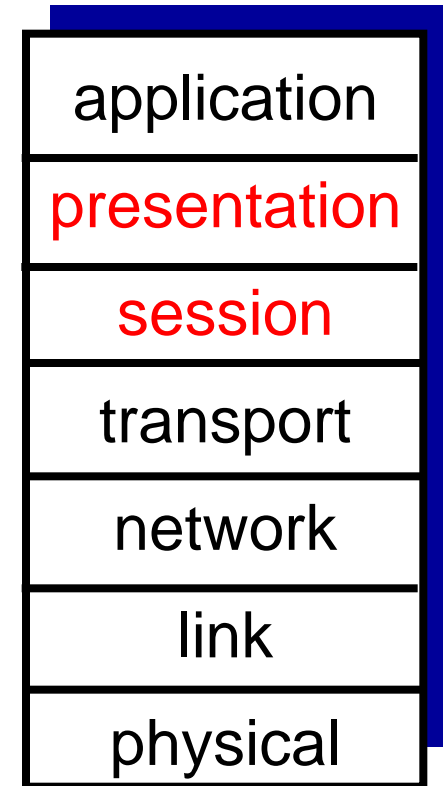 application
presentation
session
transport
network
link
physical